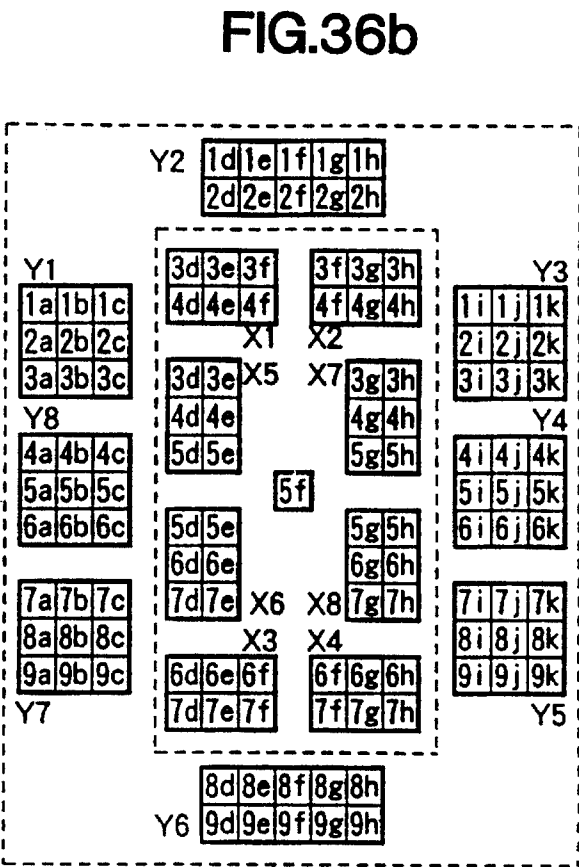 FIG.36b
Y2
1d 1e 1f 1g 1h
2d 2e 2f 2g 2h
Y1
1a 1b 1c
2a 2b 2c
3a 3b 3c
Y8
4a 4b 4c
5a 5b 5c
6a 6b 6c
7a 7b 7c
8a 8b 8c
9a 9b 9c
Y7
3d 3e 3f
4d 4e 4f
X1
3f 3g 3h
4f 4g 4h
X2
X5
3d 3e
4d 4e
5d 5e
X7
3g 3h
4g 4h
5g 5h
5f
5d 5e
6d 6e
7d 7e
X6
5g 5h
6g 6h
7g 7h
X8
X3
6d 6e 6f
7d 7e 7f
X4
6f 6g 6h
7f 7g 7h
Y3
1i 1j 1k
2i 2j 2k
3i 3j 3k
Y4
4i 4j 4k
5i 5j 5k
6i 6j 6k
7i 7j 7k
8i 8j 8k
9i 9j 9k
Y5
8d 8e 8f 8g 8h
Y6
9d 9e 9f 9g 9h